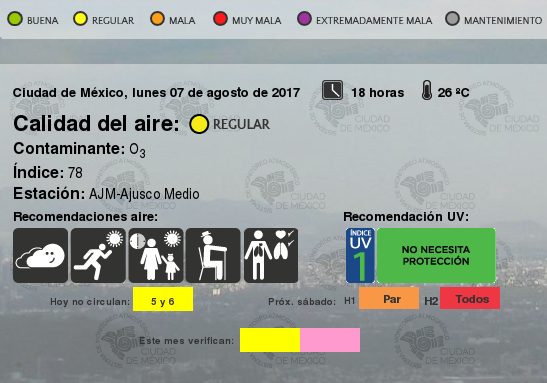 BUENA REGULAR MALA MUY MALA EXTREMADAMENTE MALA MANTENIMIENTO
Ciudad de México, lunes 07 de agosto de 2017 18 horas 26 ºC
Calidad del aire: REGULAR
Contaminante: O3
Índice: 78
Estación: AJM-Ajusco Medio
Recomendaciones aire: Recomendación UV:
ÍNDICE
UV
1
NO NECESITA
PROTECCIÓN
Hoy no circulan: 5 y 6 Próx. sábado: H1 Par H2 Todos
Este mes verifican:
CIUDAD
DE MÉXICO